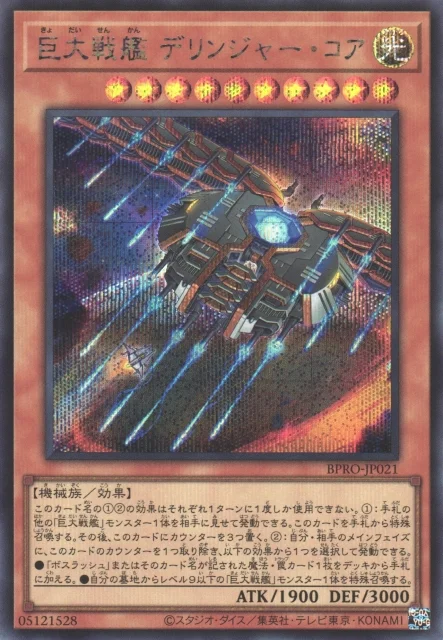 きょ だい せん かん
巨大戦艦 デリンジャー・コア
光
BPRO-JP021
【機械族／効果】
このカード名の①②の効果はそれぞれ1ターンに1度しか使用できない。①：手札の
他の「巨大戦艦」モンスター1体を相手に見せて発動できる。このカードを手札から特殊
召喚する。その後、このカードにカウンターを3つ置く。②：自分・相手のメインフェイズ
に、このカードのカウンターを1つ取り除き、以下の効果から1つを選択して発動できる。
●「ボスラッシュ」またはそのカード名が記された魔法・罠カード1枚をデッキから手札
に加える。●自分の墓地からレベル9以下の「巨大戦艦」モンスター1体を特殊召喚する。
ATK/1900 DEF/3000
05121528
©スタジオ・ダイス／集英社・テレビ東京・KONAMI